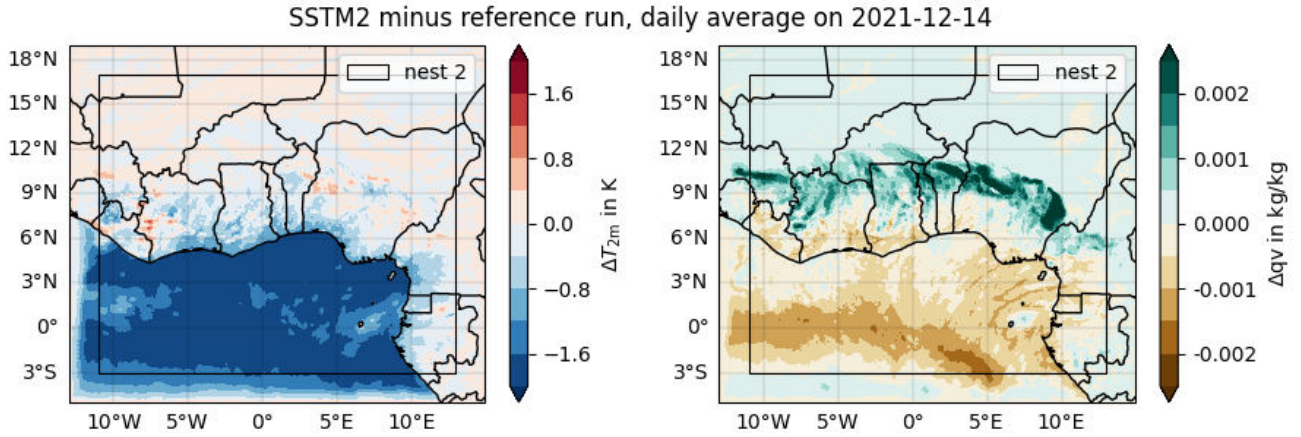 SSTM2 minus reference run, daily average on 2021-12-14
nest 2
18°N
15°N
12°N
9°N
6°N
3°N
0°
3°S
10°W
5°W
0°
5°E
10°E
1.6
0.8
0.0
−0.8
−1.6
ΔT2m in K
nest 2
18°N
15°N
12°N
9°N
6°N
3°N
0°
3°S
10°W
5°W
0°
5°E
10°E
0.002
0.001
0.000
-0.001
-0.002
Δqv in kg/kg